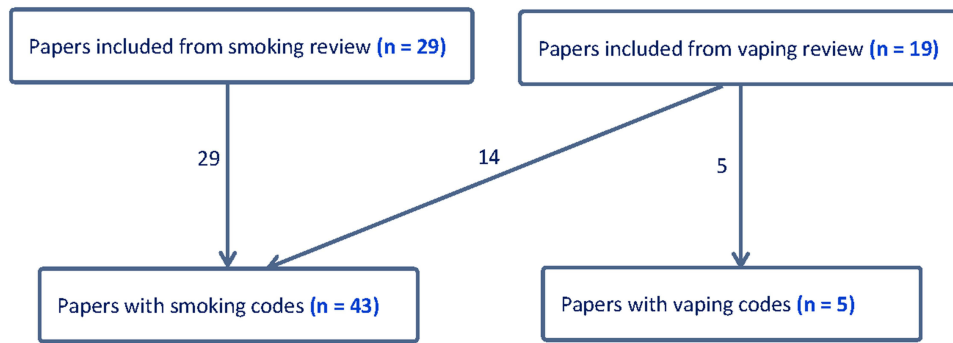 Papers included from smoking review (n = 29)
Papers included from vaping review (n = 19)
29
14
5
Papers with smoking codes (n = 43)
Papers with vaping codes (n = 5)